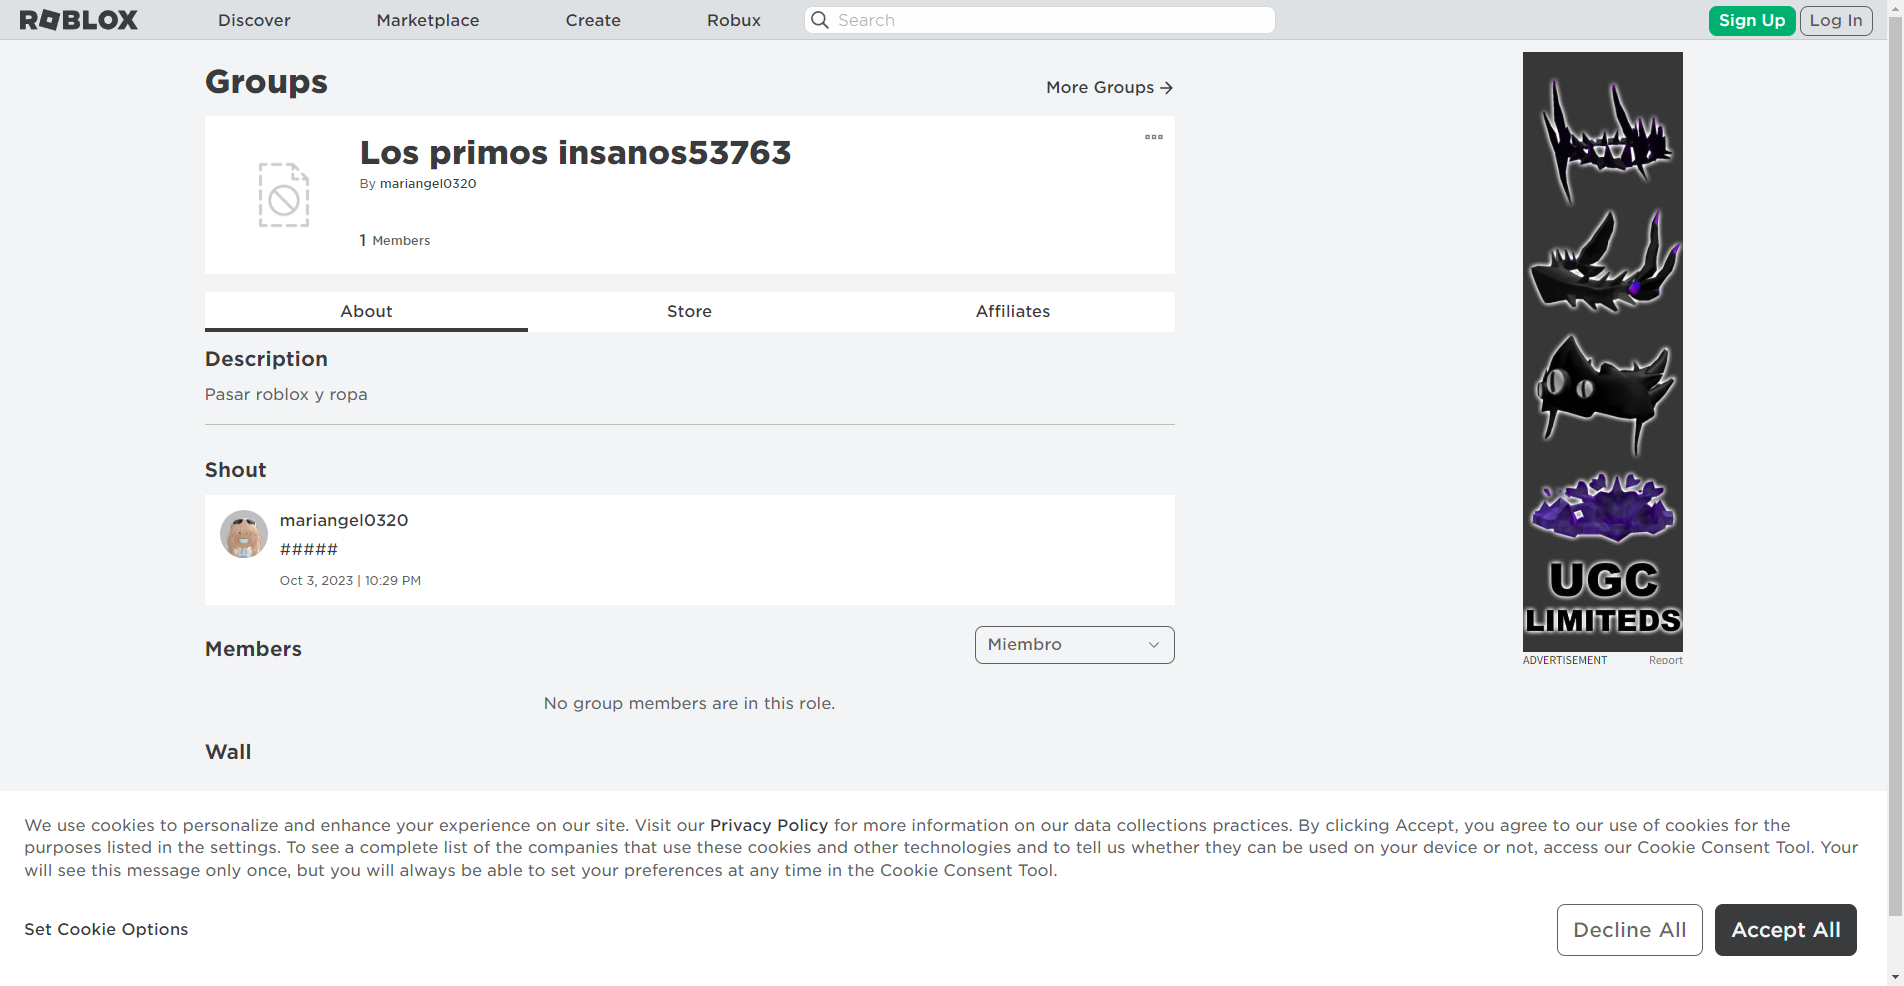 ROBLOX
Discover
Marketplace
Create
Robux
Search
Sign Up
Log In
Groups
More Groups →
Los primos insanos53763
By mariangel0320
1 Members
About
Store
Affiliates
Description
Pasar roblox y ropa
Shout
mariangel0320
#####
Oct 3, 2023 | 10:29 PM
Members
Miembro
No group members are in this role.
Wall
UGC
LIMITEDS
ADVERTISEMENT
Report
We use cookies to personalize and enhance your experience on our site. Visit our Privacy Policy for more information on our data collections practices. By clicking Accept, you agree to our use of cookies for the
purposes listed in the settings. To see a complete list of the companies that use these cookies and other technologies and to tell us whether they can be used on your device or not, access our Cookie Consent Tool. Your
will see this message only once, but you will always be able to set your preferences at any time in the Cookie Consent Tool.
Set Cookie Options
Decline All
Accept All